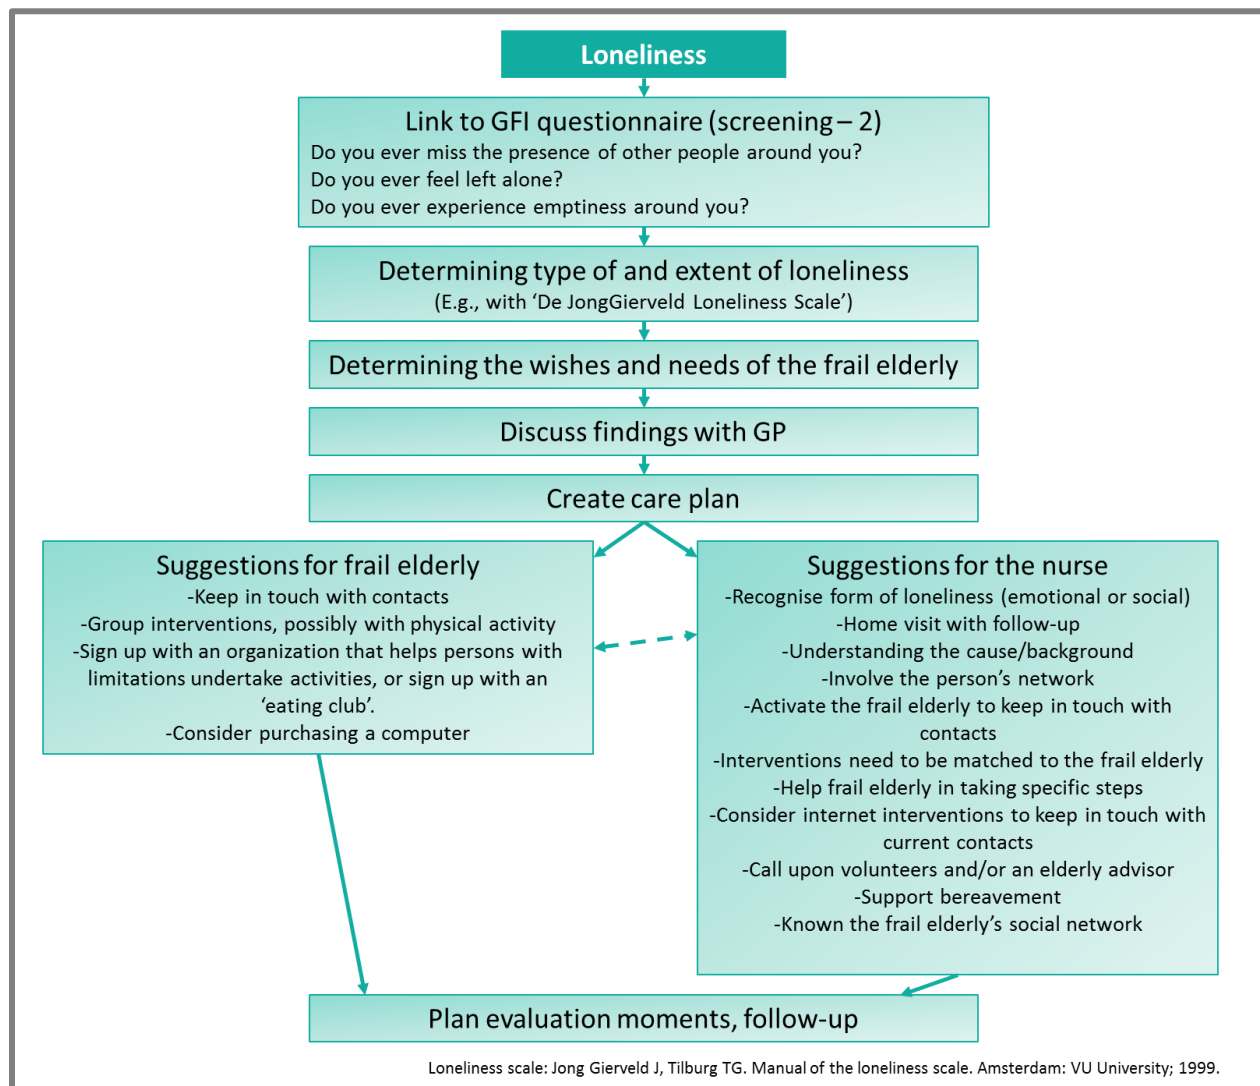 Loneliness
Link to GFI questionnaire (screening – 2)
Do you ever miss the presence of other people around you?
Do you ever feel left alone?
Do you ever experience emptiness around you?
Determining type of and extent of loneliness
(E.g., with ‘De JongGierveld Loneliness Scale’)
Determining the wishes and needs of the frail elderly
Discuss findings with GP
Create care plan
Suggestions for frail elderly
-Keep in touch with contacts
-Group interventions, possibly with physical activity
-Sign up with an organization that helps persons with
limitations undertake activities, or sign up with an
‘eating club’.
-Consider purchasing a computer
Suggestions for the nurse
-Recognise form of loneliness (emotional or social)
-Home visit with follow-up
-Understanding the cause/background
-Involve the person’s network
-Activate the frail elderly to keep in touch with
contacts
-Interventions need to be matched to the frail elderly
-Help frail elderly in taking specific steps
-Consider internet interventions to keep in touch with
current contacts
-Call upon volunteers and/or an elderly advisor
-Support bereavement
-Known the frail elderly’s social network
Plan evaluation moments, follow-up
Loneliness scale: Jong Gierveld J, Tilburg TG. Manual of the loneliness scale. Amsterdam: VU University; 1999.